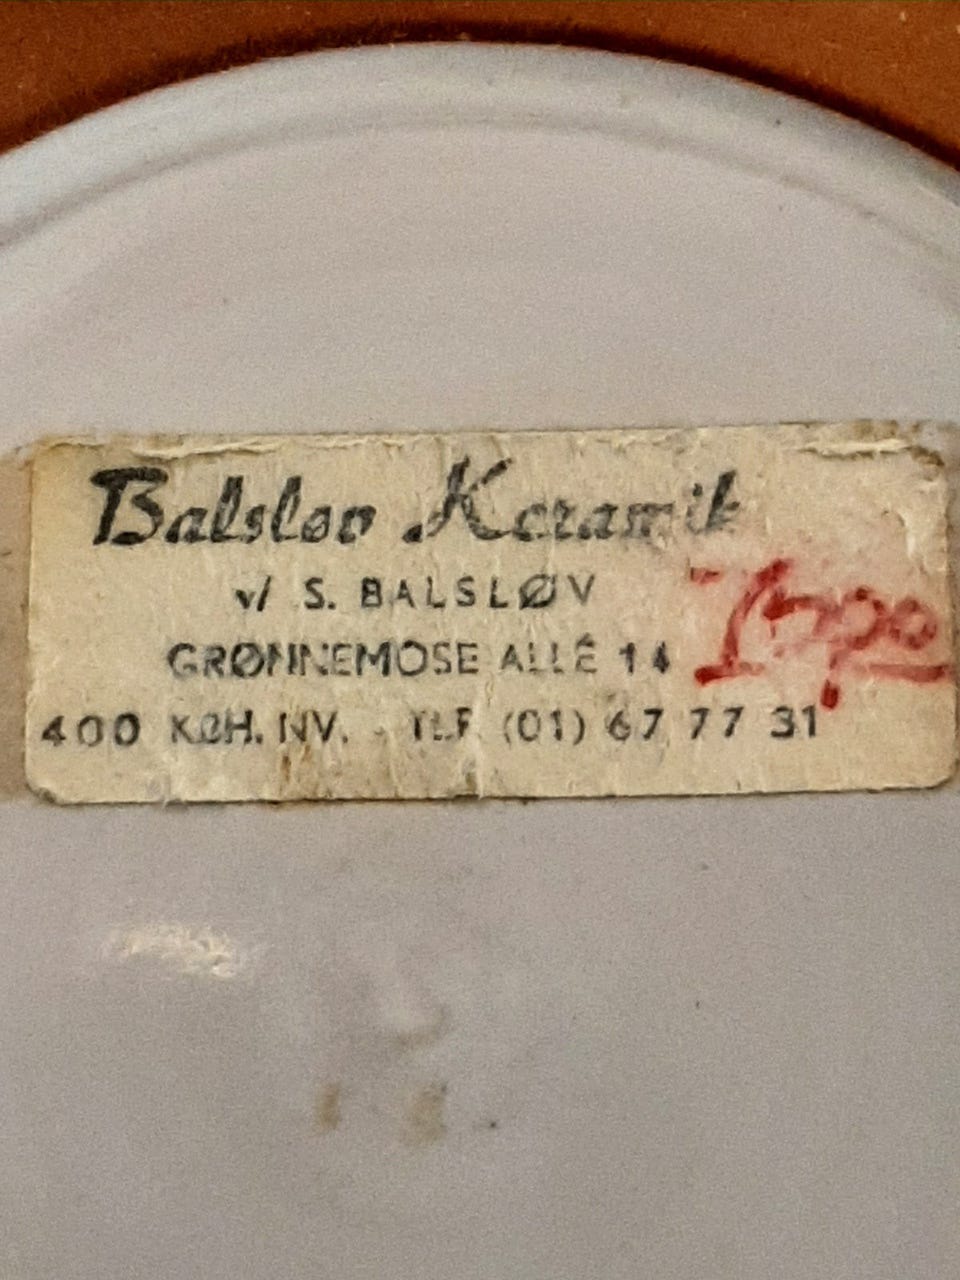 Balsløv Keramik
v/ S. BALSLØV
GRØNNEMOSE ALLÉ 14
400 KØH. NV. - TLF. (01) 67 77 31